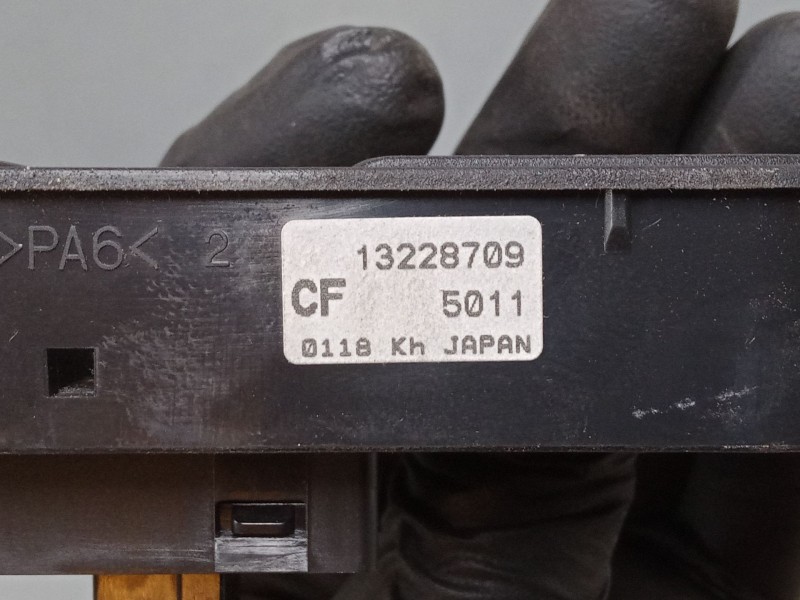 >PA6< 2
13228709
CF 5011
0118 Kh JAPAN